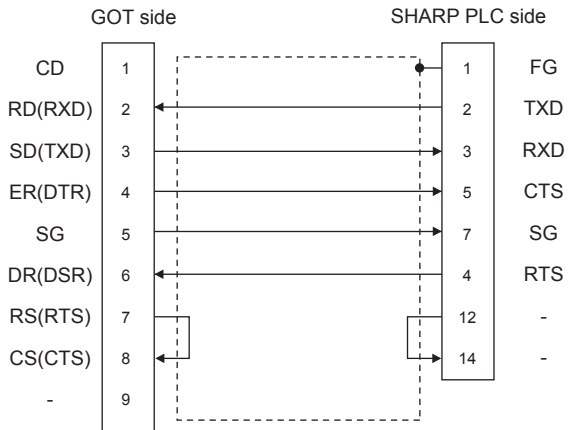 GOT side SHARP PLC side
CD 1 1 FG
RD(RXD) 2 2 TXD
SD(TXD) 3 3 RXD
ER(DTR) 4 5 CTS
SG 5 7 SG
DR(DSR) 6 4 RTS
RS(RTS) 7 12 -
CS(CTS) 8 14 -
- 9